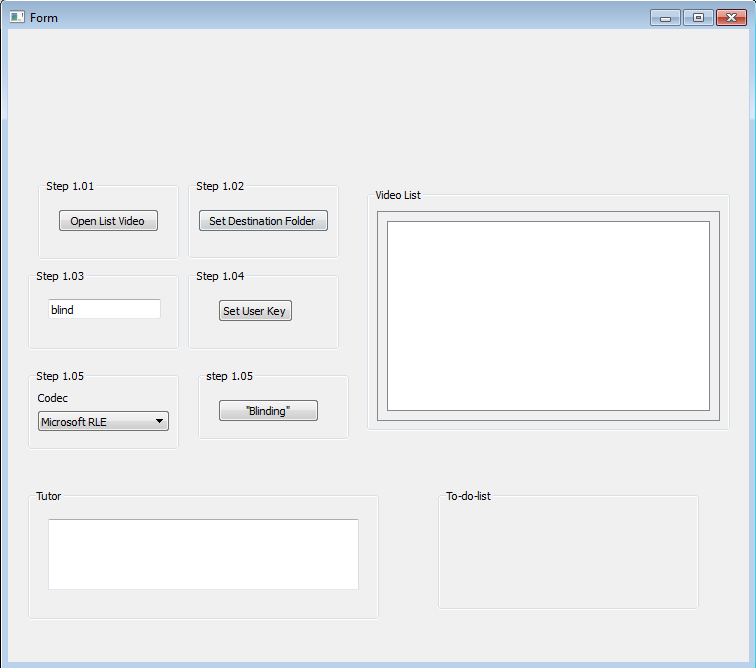 Form
Step 1.01
Open List Video
Step 1.02
Set Destination Folder
Video List
Step 1.03
blind
Step 1.04
Set User Key
Step 1.05
Codec
Microsoft RLE
step 1.05
"Blinding"
Tutor
To-do-list